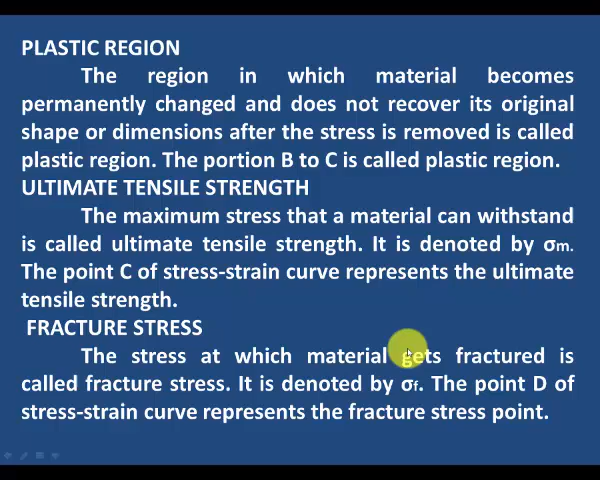 PLASTIC REGION
The region in which material becomes
permanently changed and does not recover its original
shape or dimensions after the stress is removed is called
plastic region. The portion B to C is called plastic region.
ULTIMATE TENSILE STRENGTH
The maximum stress that a material can withstand
is called ultimate tensile strength. It is denoted by σm.
The point C of stress-strain curve represents the ultimate
tensile strength.
FRACTURE STRESS
The stress at which material gets fractured is
called fracture stress. It is denoted by σf. The point D of
stress-strain curve represents the fracture stress point.